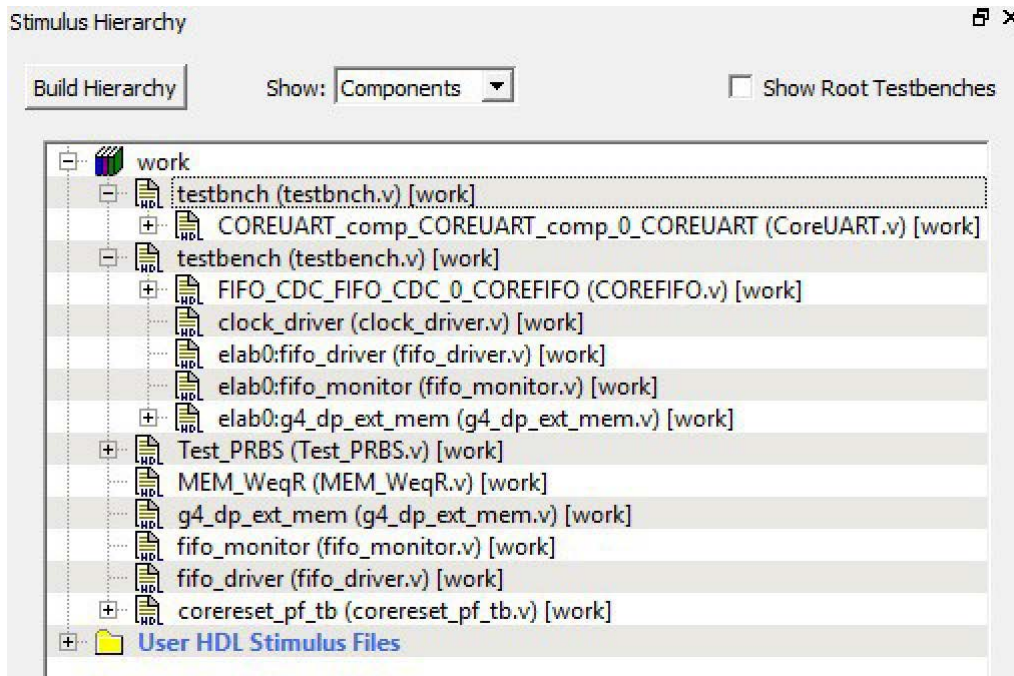 Stimulus Hierarchy
Build Hierarchy Show: Components Show Root Testbenches
work
testbnch (testbnch.v) [work]
COREUART_comp_COREUART_comp_0_COREUART (CoreUART.v) [work]
testbench (testbench.v) [work]
FIFO_CDC_FIFO_CDC_0_COREFIFO (COREFIFO.v) [work]
clock_driver (clock_driver.v) [work]
elab0:fifo_driver (fifo_driver.v) [work]
elab0:fifo_monitor (fifo_monitor.v) [work]
elab0:g4_dp_ext_mem (g4_dp_ext_mem.v) [work]
Test_PRBS (Test_PRBS.v) [work]
MEM_WeqR (MEM_WeqR.v) [work]
g4_dp_ext_mem (g4_dp_ext_mem.v) [work]
fifo_monitor (fifo_monitor.v) [work]
fifo_driver (fifo_driver.v) [work]
corereset_pf_tb (corereset_pf_tb.v) [work]
User HDL Stimulus Files